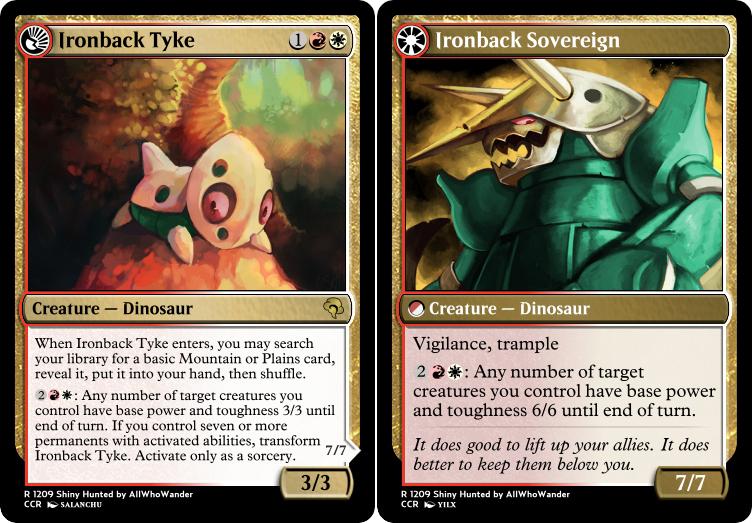 Ironback Tyke
1
When Ironback Tyke enters, you may search
your library for a basic Mountain or Plains card,
reveal it, put it into your hand, then shuffle.
2 : Any number of target creatures you
control have base power and toughness 3/3 until
end of turn. If you control seven or more
permanents with activated abilities, transform
Ironback Tyke. Activate only as a sorcery.
7/7
Creature — Dinosaur
3/3
R 1209 Shiny Hunted by AllWhoWander
CCR SALANCHU
Ironback Sovereign
Creature — Dinosaur
Vigilance, trample
2 : Any number of target
creatures you control have base power
and toughness 6/6 until end of turn.
It does good to lift up your allies. It does
better to keep them below you.
7/7
R 1209 Shiny Hunted by AllWhoWander
CCR YILX